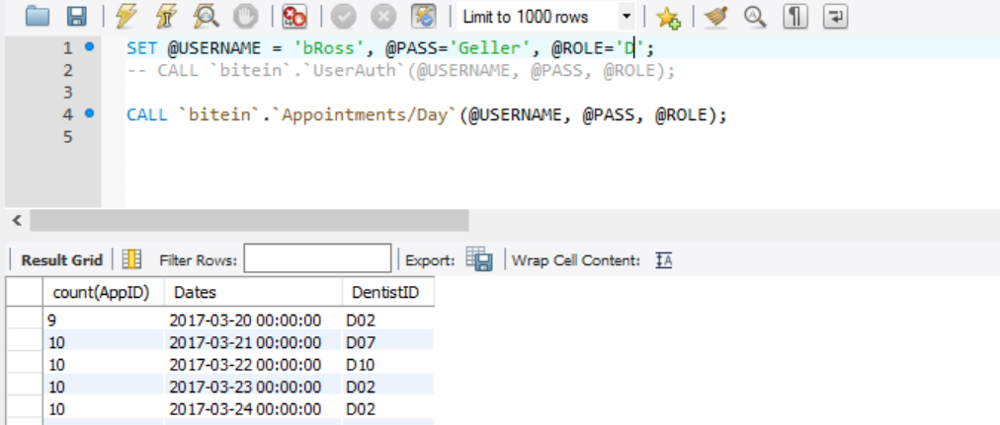 Limit to 1000 rows
1 SET @USERNAME = 'bRoss', @PASS='Geller', @ROLE='D';
2 -- CALL `bitein`.`UserAuth`(@USERNAME, @PASS, @ROLE);
3
4 CALL `bitein`.`Appointments/Day`(@USERNAME, @PASS, @ROLE);
5
Result Grid Filter Rows: Export: Wrap Cell Content: IA
count(AppID) Dates DentistID
9 2017-03-20 00:00:00 D02
10 2017-03-21 00:00:00 D07
10 2017-03-22 00:00:00 D10
10 2017-03-23 00:00:00 D02
10 2017-03-24 00:00:00 D02